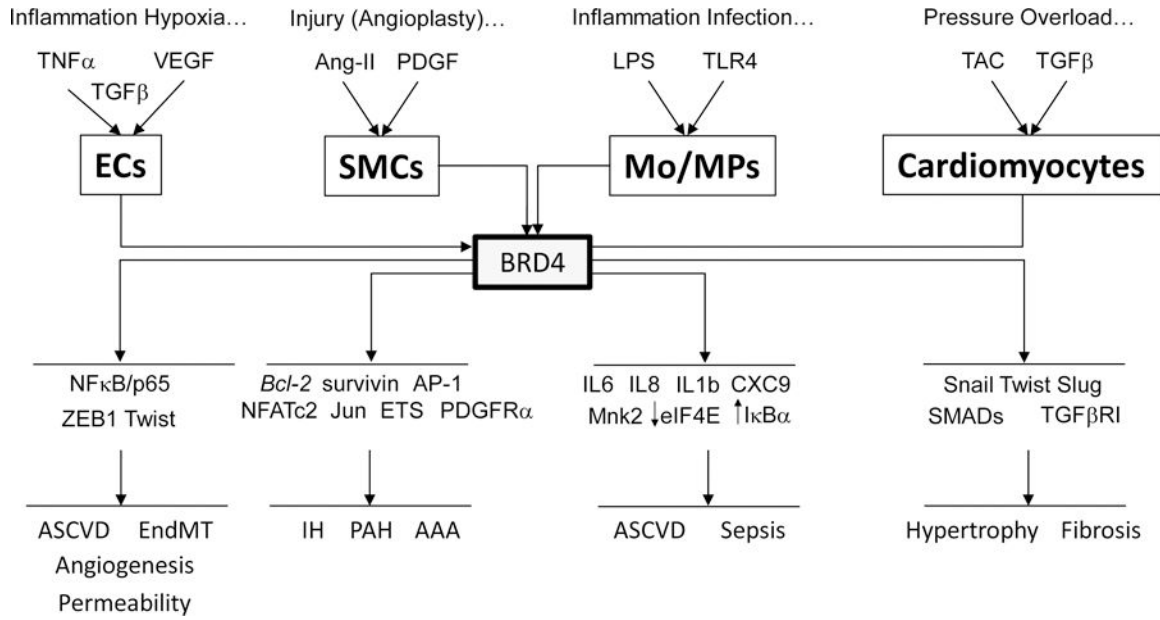 Inflammation Hypoxia… Injury (Angioplasty)… Inflammation Infection… Pressure Overload…
TNFα VEGF Ang-II PDGF LPS TLR4 TAC TGFβ
TGFβ
ECs SMCs Mo/MPs Cardiomyocytes
BRD4
NFκB/p65
ZEB1 Twist
Bcl-2 survivin AP-1
NFATc2 Jun ETS PDGFRα
IL6 IL8 IL1b CXC9
Mnk2 ↓eIF4E ↑IκBα
Snail Twist Slug
SMADs TGFβRI
ASCVD EndMT
Angiogenesis
Permeability
IH PAH AAA
ASCVD Sepsis
Hypertrophy Fibrosis